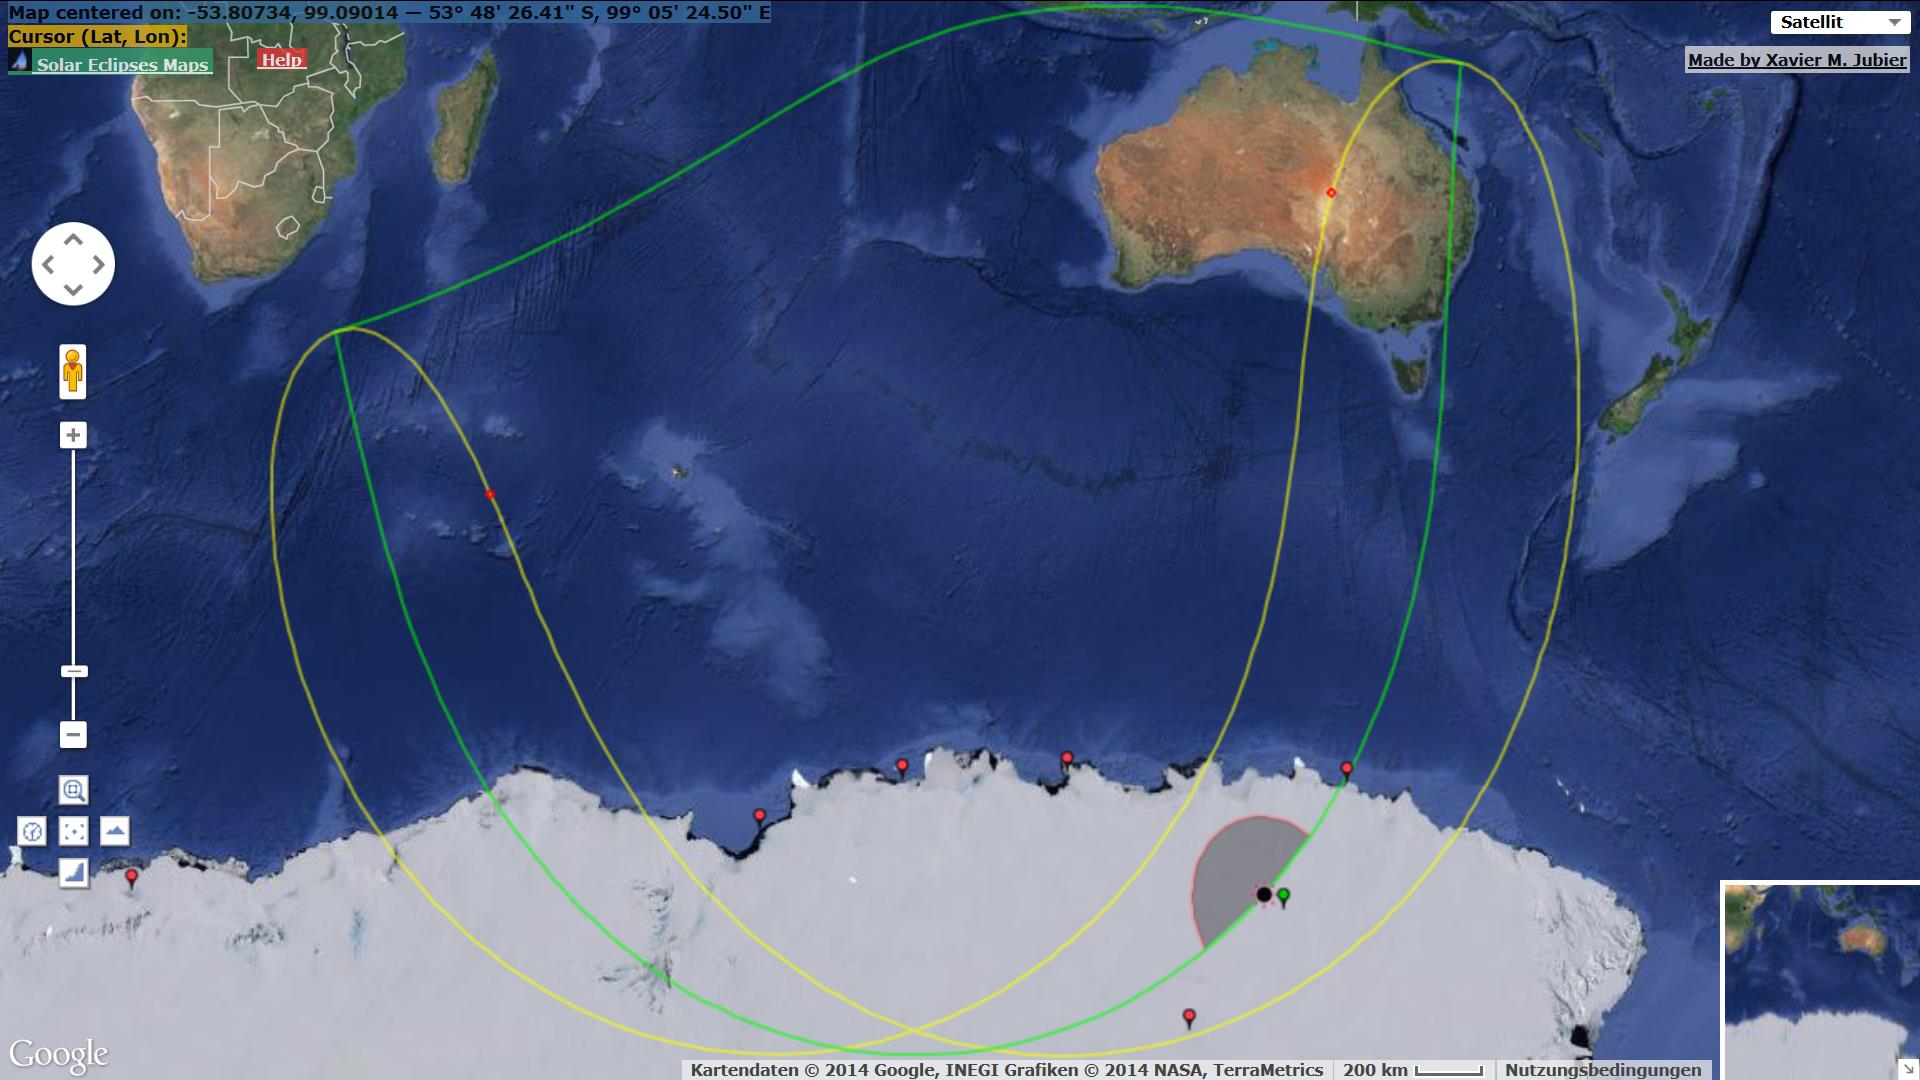 Map centered on: -53.80734, 99.09014 — 53° 48' 26.41" S, 99° 05' 24.50" E
Cursor (Lat, Lon):
Solar Eclipses Maps
Help
Satellit
Made by Xavier M. Jubier
Google
Kartendaten © 2014 Google, INEGI Grafiken © 2014 NASA, TerraMetrics
200 km
Nutzungsbedingungen